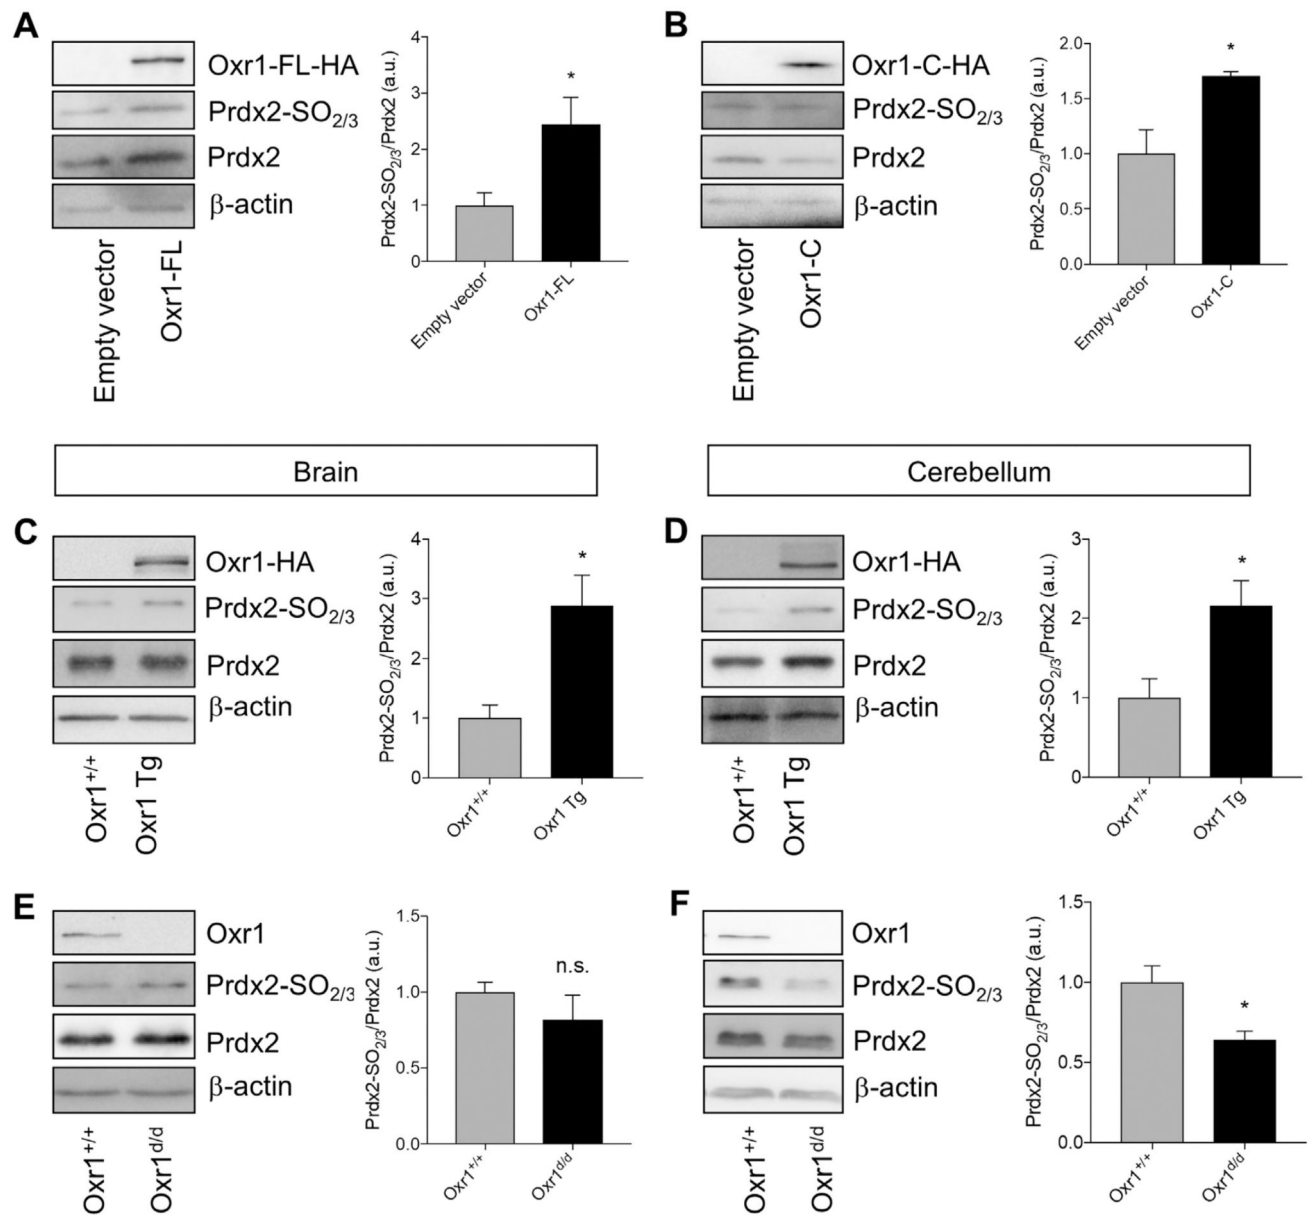 A
Oxr1-FL-HA
Prdx2-SO2/3
Prdx2
β-actin
Empty vector
Oxr1-FL
Prdx2-SO2/3/Prdx2 (a.u.)
4
3
2
1
0
*
Empty vector
Oxr1-FL
B
Oxr1-C-HA
Prdx2-SO2/3
Prdx2
β-actin
Empty vector
Oxr1-C
Prdx2-SO2/3/Prdx2 (a.u.)
2.0
1.5
1.0
0.5
0.0
*
Empty vector
Oxr1-C
Brain
Cerebellum
C
Oxr1-HA
Prdx2-SO2/3
Prdx2
β-actin
Oxr1+/+
Oxr1 Tg
Prdx2-SO2/3/Prdx2 (a.u.)
4
3
2
1
0
*
Oxr1+/+
Oxr1 Tg
D
Oxr1-HA
Prdx2-SO2/3
Prdx2
β-actin
Oxr1+/+
Oxr1 Tg
Prdx2-SO2/3/Prdx2 (a.u.)
3
2
1
0
*
Oxr1+/+
Oxr1 Tg
E
Oxr1
Prdx2-SO2/3
Prdx2
β-actin
Oxr1+/+
Oxr1d/d
Prdx2-SO2/3/Prdx2 (a.u.)
1.5
1.0
0.5
0.0
n.s.
Oxr1+/+
Oxr1d/d
F
Oxr1
Prdx2-SO2/3
Prdx2
β-actin
Oxr1+/+
Oxr1d/d
Prdx2-SO2/3/Prdx2 (a.u.)
1.5
1.0
0.5
0.0
*
Oxr1+/+
Oxr1d/d